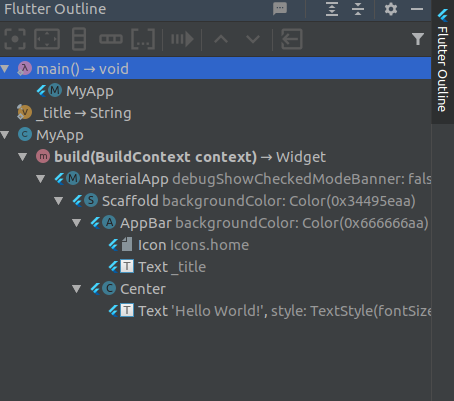 Flutter Outline
main() → void
MyApp
_title → String
MyApp
build(BuildContext context) → Widget
MaterialApp debugShowCheckedModeBanner: fals
Scaffold backgroundColor: Color(0x34495eaa)
AppBar backgroundColor: Color(0x666666aa)
Icon Icons.home
Text _title
Center
Text 'Hello World!', style: TextStyle(fontSize
Flutter Outline